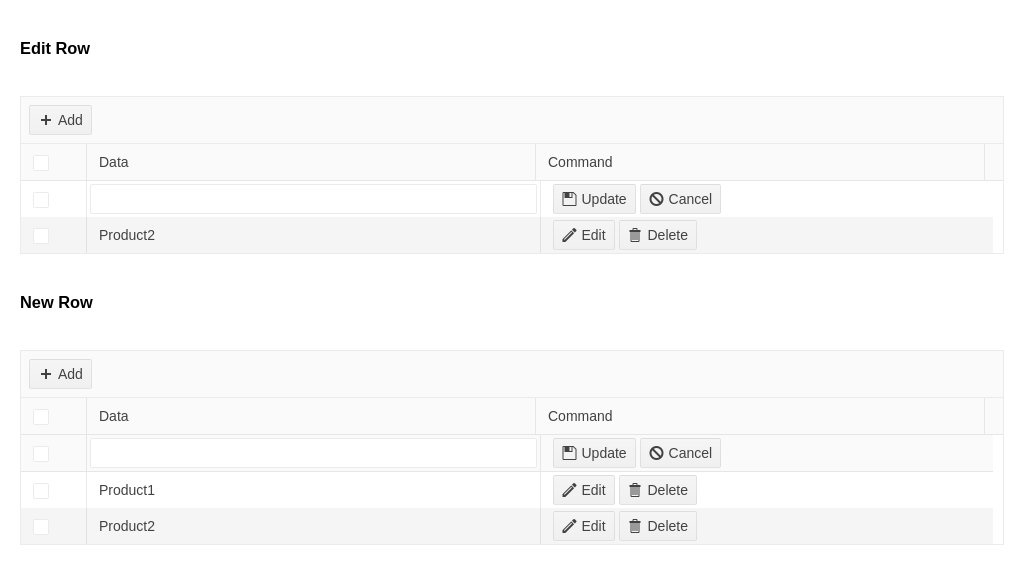 Edit Row
Add
Data Command
Update Cancel
Product2 Edit Delete
New Row
Add
Data Command
Update Cancel
Product1 Edit Delete
Product2 Edit Delete